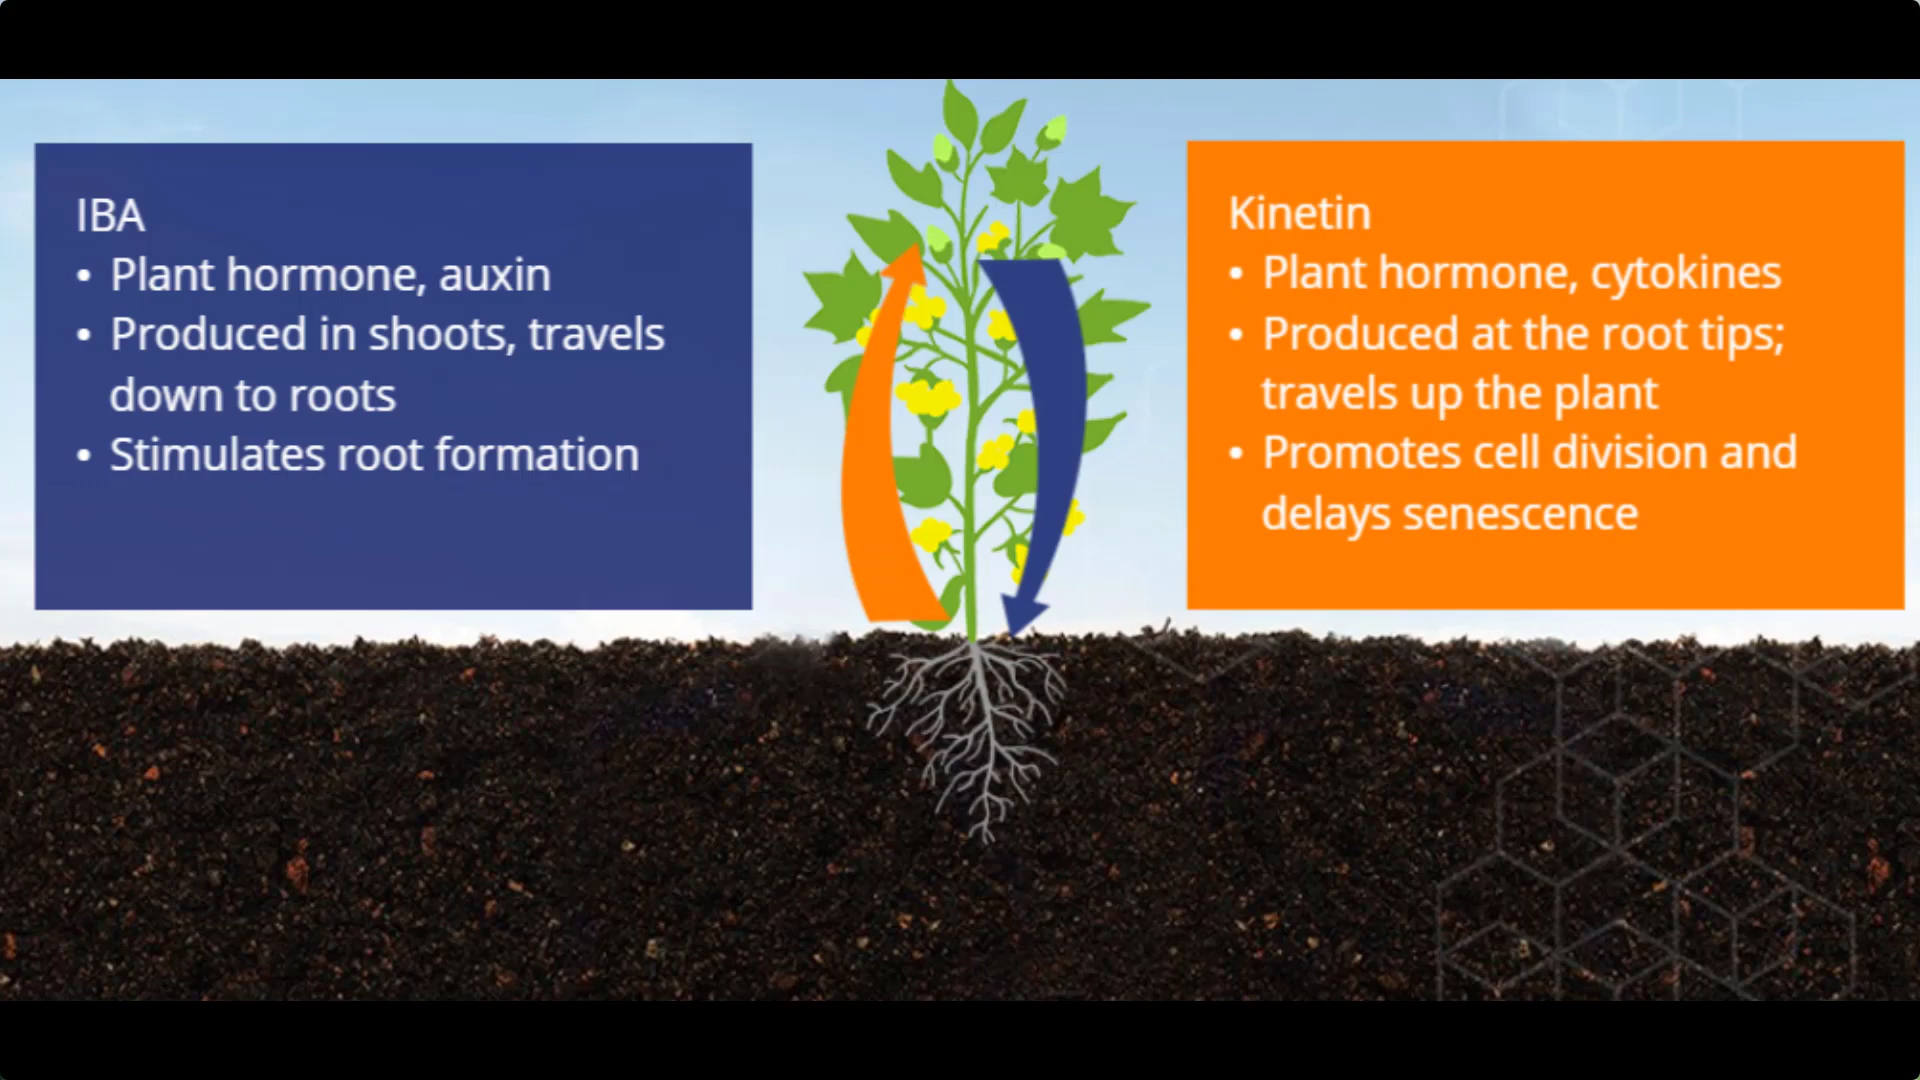 IBA
• Plant hormone, auxin
• Produced in shoots, travels
down to roots
• Stimulates root formation
Kinetin
• Plant hormone, cytokines
• Produced at the root tips;
travels up the plant
• Promotes cell division and
delays senescence